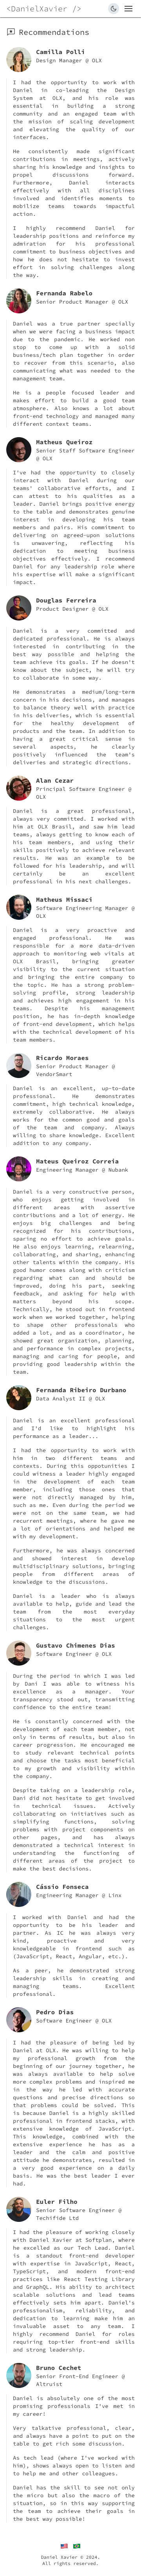 <DanielXavier />
Recommendations
Camilla Polli
Design Manager @ OLX
I had the opportunity to work with
Daniel in co-leading the Design
System at OLX, and his role was
essential in building a strong
community and an engaged team with
the mission of scaling development
and elevating the quality of our
interfaces.
He consistently made significant
contributions in meetings, actively
sharing his knowledge and insights to
propel discussions forward.
Furthermore, Daniel interacts
effectively with all disciplines
involved and identifies moments to
mobilize teams towards impactful
action.
I highly recommend Daniel for
leadership positions and reinforce my
admiration for his professional
commitment to business objectives and
how he does not hesitate to invest
effort in solving challenges along
the way.
Fernanda Rabelo
Senior Product Manager @ OLX
Daniel was a true partner specially
when we were facing a business impact
due to the pandemic. He worked non
stop to come up with a solid
business/tech plan together in order
to recover from this scenario, also
communicating what was needed to the
management team.
He is a people focused leader and
makes effort to build a good team
atmosphere. Also knows a lot about
front-end technology and managed many
different context teams.
Matheus Queiroz
Senior Staff Software Engineer
@ OLX
I've had the opportunity to closely
interact with Daniel during our
teams' collaborative efforts, and I
can attest to his qualities as a
leader. Daniel brings positive energy
to the table and demonstrates genuine
interest in developing his team
members and pairs. His commitment to
delivering on agreed-upon solutions
is unwavering, reflecting his
dedication to meeting business
objectives effectively. I recommend
Daniel for any leadership role where
his expertise will make a significant
impact.
Douglas Ferreira
Product Designer @ OLX
Daniel is a very committed and
dedicated professional. He is always
interested in contributing in the
best way possible and helping the
team achieve its goals. If he doesn't
know about the subject, he will try
to collaborate in some way.
He demonstrates a medium/long-term
concern in his decisions, and manages
to balance theory well with practice
in his deliveries, which is essential
for the healthy development of
products and the team. In addition to
having a great critical sense in
several aspects, he clearly
positively influenced the team's
deliveries and strategic directions.
Alan Cezar
Principal Software Engineer @
OLX
Daniel is a great professional,
always very committed. I worked with
him at OLX Brasil, and saw him lead
teams, always getting to know each of
his team members, and using their
skills positively to achieve relevant
results. He was an example to be
followed for his leadership, and will
certainly be an excellent
professional in his next challenges.
Matheus Missaci
Software Engineering Manager @
OLX
Daniel is a very proactive and
engaged professional. He was
responsible for a more data-driven
approach to monitoring web vitals at
OLX Brasil, bringing greater
visibility to the current situation
and bringing the entire company to
the topic. He has a strong problem-
solving profile, strong leadership
and achieves high engagement in his
teams. Despite his management
position, he has in-depth knowledge
of front-end development, which helps
with the technical development of his
team members.
Ricardo Moraes
Senior Product Manager @
VendorSmart
Daniel is an excellent, up-to-date
professional. He demonstrates
commitment, high technical knowledge,
extremely collaborative. He always
works for the common good and goals
of the team and company. Always
willing to share knowledge. Excellent
addition to any company.
Mateus Queiroz Correia
Engineering Manager @ Nubank
Daniel is a very constructive person,
who enjoys getting involved in
different areas with assertive
contributions and a lot of energy. He
enjoys big challenges and being
recognized for his contributions,
sparing no effort to achieve goals.
He also enjoys learning, relearning,
collaborating, and sharing, enhancing
other talents within the company. His
good humor comes along with criticism
regarding what can and should be
improved, doing his part, seeking
feedback, and asking for help with
matters beyond his scope.
Technically, he stood out in frontend
work when we worked together, helping
to shape other professionals who
added a lot, and as a coordinator, he
showed great organization, planning,
and performance in complex projects,
managing and caring for people, and
providing good leadership within the
team.
Fernanda Ribeiro Durbano
Data Analyst II @ OLX
Daniel is an excellent professional
and I'd like to highlight his
performance as a leader...
I had the opportunity to work with
him in two different teams and
contexts. During this opportunities I
could witness a leader highly engaged
in the development of each team
member, including those ones that
were not directly managed by him,
such as me. Even during the period we
were not on the same team, we had
recurrent meetings, where he gave me
a lot of orientations and helped me
with my development.
Furthermore, he was always concerned
and showed interest in develop
multidisciplinary solutions, bringing
people from different areas of
knowledge to the discussions.
Daniel is a leader who is always
available to help, guide and lead the
team from the most everyday
situations to the most urgent
challenges.
Gustavo Chimenes Dias
Software Engineer @ OLX
During the period in which I was led
by Dani I was able to witness his
excellence as a manager. Your
transparency stood out, transmitting
confidence to the entire team!
He is constantly concerned with the
development of each team member, not
only in terms of results, but also in
career progression. He encouraged me
to study relevant technical points
and choose the tasks most beneficial
to my growth and visibility within
the company.
Despite taking on a leadership role,
Dani did not hesitate to get involved
in technical issues. Actively
collaborating on initiatives such as
simplifying functions, solving
problems with project components and
other pages, and has always
demonstrated a technical interest in
understanding the functioning of
different areas of the project to
make the best decisions.
Cássio Fonseca
Engineering Manager @ Linx
I worked with Daniel and had the
opportunity to be his leader and
partner. As IC he was always very
kind, proactive and very
knowledgeable in frontend such as
(JavaScript, React, Angular, etc.).
As a peer, he demonstrated strong
leadership skills in creating and
managing teams. Excellent
professional.
Pedro Dias
Software Engineer @ OLX
I had the pleasure of being led by
Daniel at OLX. He was willing to help
my professional growth from the
beginning of our journey together, he
was always available to help solve
more complex problems and inspired me
in the way he led with accurate
questions and precise directions so
that problems could be solved. This
is because Daniel is a highly skilled
professional in frontend stacks, with
extensive knowledge of JavaScript.
This knowledge, combined with the
extensive experience he has as a
leader and the calm and positive
attitude he demonstrates, resulted in
a very good experience on a daily
basis. He was the best leader I ever
had.
Euler Filho
Senior Software Engineer @
Techifide Ltd
I had the pleasure of working closely
with Daniel Xavier at Softplan, where
he excelled as our Tech Lead. Daniel
is a standout front-end developer
with expertise in JavaScript, React,
TypeScript, and modern front-end
practices like React Testing Library
and GraphQL. His ability to architect
scalable solutions and lead teams
effectively sets him apart. Daniel's
professionalism, reliability, and
dedication to learning make him an
invaluable asset to any team. I
highly recommend Daniel for roles
requiring top-tier front-end skills
and strong leadership.
Bruno Cechet
Senior Front-End Engineer @
Altruist
Daniel is absolutely one of the most
promising professionals I've met in
my career!
Very talkative professional, clear,
and always have a point to put on the
table to get rich some discussion.
As tech lead (where I've worked with
him), shows always open to listen and
to help me and other colleagues.
Daniel has the skill to see not only
the micro but also the macro of the
situation, so in this way supporting
the team to achieve their goals in
the best way possible!
Daniel Xavier © 2024.
All rights reserved.